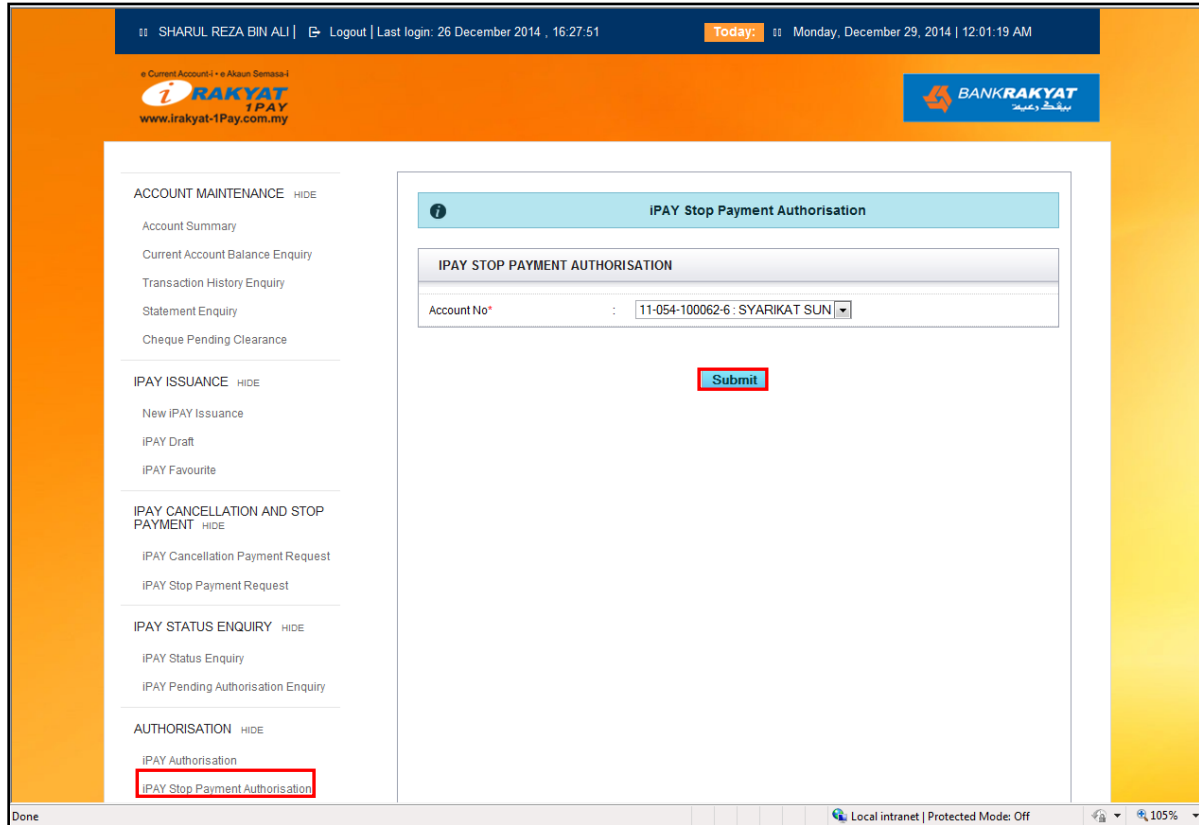 SHARUL REZA BIN ALI | Logout | Last login: 26 December 2014 , 16:27:51 Today: Monday, December 29, 2014 | 12:01:19 AM
e Current Account-i • e Akaun Semasa-i
i RAKYAT
1PAY
www.irakyat-1Pay.com.my
BANKRAKYAT
بيڠک رعية
ACCOUNT MAINTENANCE HIDE
Account Summary
Current Account Balance Enquiry
Transaction History Enquiry
Statement Enquiry
Cheque Pending Clearance
IPAY ISSUANCE HIDE
New iPAY Issuance
iPAY Draft
iPAY Favourite
IPAY CANCELLATION AND STOP
PAYMENT HIDE
iPAY Cancellation Payment Request
iPAY Stop Payment Request
IPAY STATUS ENQUIRY HIDE
iPAY Status Enquiry
iPAY Pending Authorisation Enquiry
AUTHORISATION HIDE
iPAY Authorisation
iPAY Stop Payment Authorisation
iPAY Stop Payment Authorisation
IPAY STOP PAYMENT AUTHORISATION
Account No* : 11-054-100062-6 : SYARIKAT SUN
Submit
Done Local intranet | Protected Mode: Off 105%